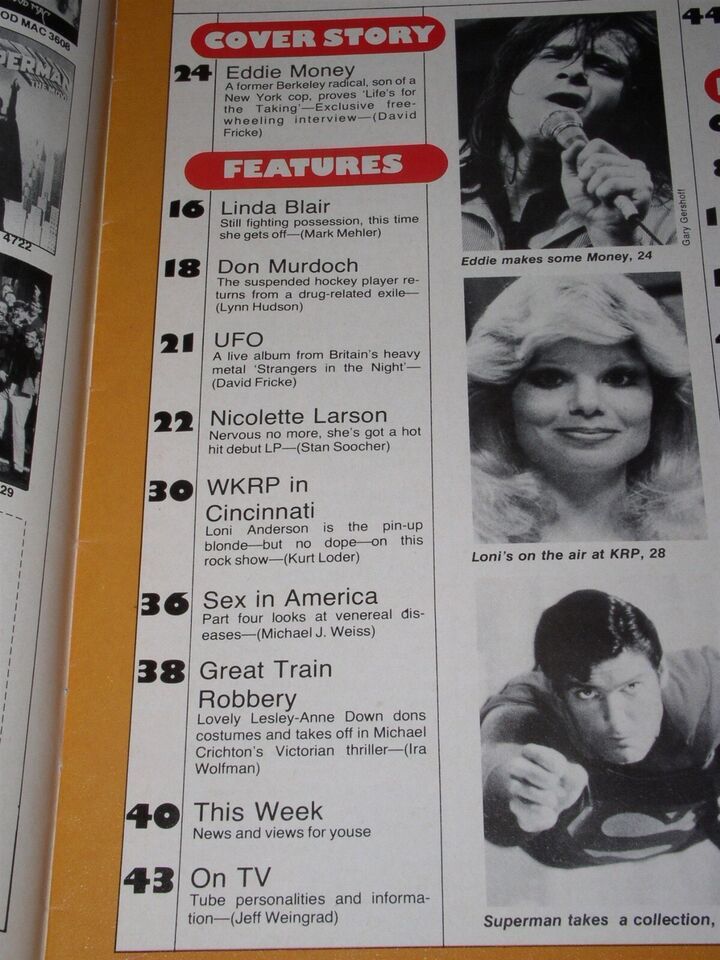 OD MAC 3608
PERMAN
4722
29
COVER STORY
24 Eddie Money
A former Berkeley radical, son of a
New York cop, proves 'Life's for
the Taking'—Exclusive free-
wheeling interview—(David
Fricke)
FEATURES
16 Linda Blair
Still fighting possession, this time
she gets off—(Mark Mehler)
18 Don Murdoch
The suspended hockey player re-
turns from a drug-related exile—
(Lynn Hudson)
21 UFO
A live album from Britain's heavy
metal 'Strangers in the Night'—
(David Fricke)
22 Nicolette Larson
Nervous no more, she's got a hot
hit debut LP—(Stan Soocher)
30 WKRP in
Cincinnati
Loni Anderson is the pin-up
blonde—but no dope—on this
rock show—(Kurt Loder)
36 Sex in America
Part four looks at venereal dis-
eases—(Michael J. Weiss)
38 Great Train
Robbery
Lovely Lesley-Anne Down dons
costumes and takes off in Michael
Crichton's Victorian thriller—(Ira
Wolfman)
40 This Week
News and views for youse
43 On TV
Tube personalities and informa-
tion—(Jeff Weingrad)
Gary Gershoff
Eddie makes some Money, 24
Loni's on the air at KRP, 28
Superman takes a collection,
44